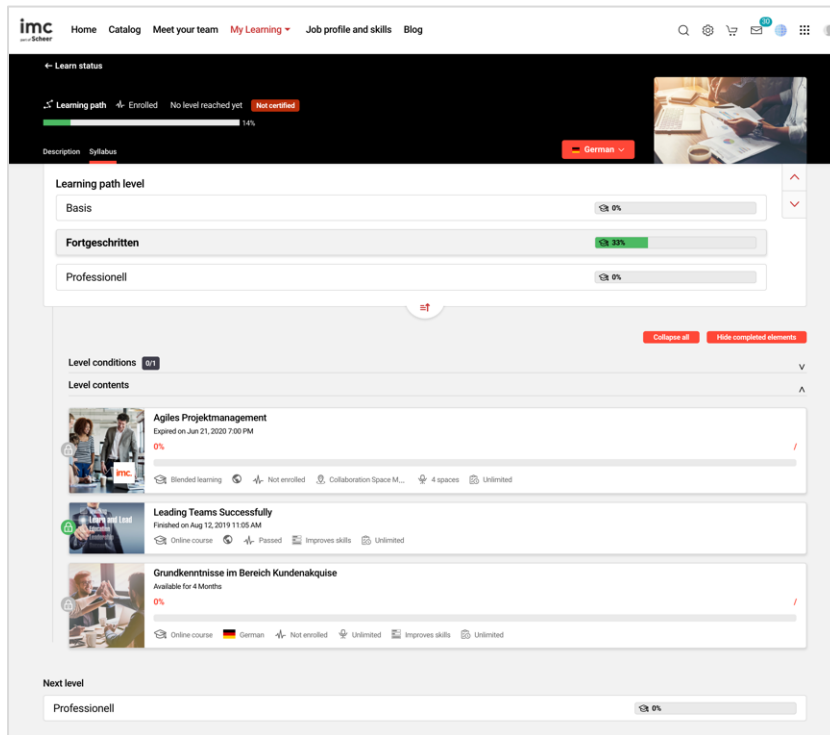 imc
part of Scheer
Home Catalog Meet your team My Learning Job profile and skills Blog
30
← Learn status
Learning path Enrolled No level reached yet Not certified
14%
Description Syllabus
German
Learning path level
Basis 0%
Fortgeschritten 33%
Professionell 0%
Collapse all Hide completed elements
Level conditions 0/1
Level contents
Agiles Projektmanagement
Expired on Jun 21, 2020 7:00 PM
0% /
imc.
Blended learning Not enrolled Collaboration Space M... 4 spaces Unlimited
Leading Teams Successfully
Finished on Aug 12, 2019 11:05 AM
Online course Passed Improves skills Unlimited
Grundkenntnisse im Bereich Kundenakquise
Available for 4 Months
0% /
Online course German Not enrolled Unlimited Improves skills Unlimited
Next level
Professionell 0%